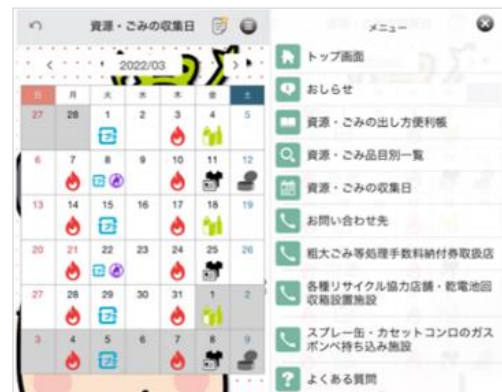 資源・ごみの収集日
2022/03
日 月 火 水 木 金 土
27 28 1 2 3 4 5
6 7 8 9 10 11 12
13 14 15 16 17 18 19
20 21 22 23 24 25 26
27 28 29 30 31 1 2
3 4 5 6 7 8 9
メニュー
トップ画面
おしらせ
資源・ごみの出し方便利帳
資源・ごみ品目別一覧
資源・ごみの収集日
お問い合わせ先
粗大ごみ等処理手数料納付券取扱店
各種リサイクル協力店舗・乾電池回
収箱設置施設
スプレー缶・カセットコンロのガス
ボンベ持ち込み施設
よくある質問